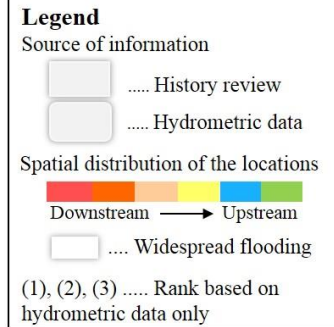 Legend
Source of information
..... History review
..... Hydrometric data
Spatial distribution of the locations
Downstream ⟶ Upstream
.... Widespread flooding
(1), (2), (3) ..... Rank based on
hydrometric data only